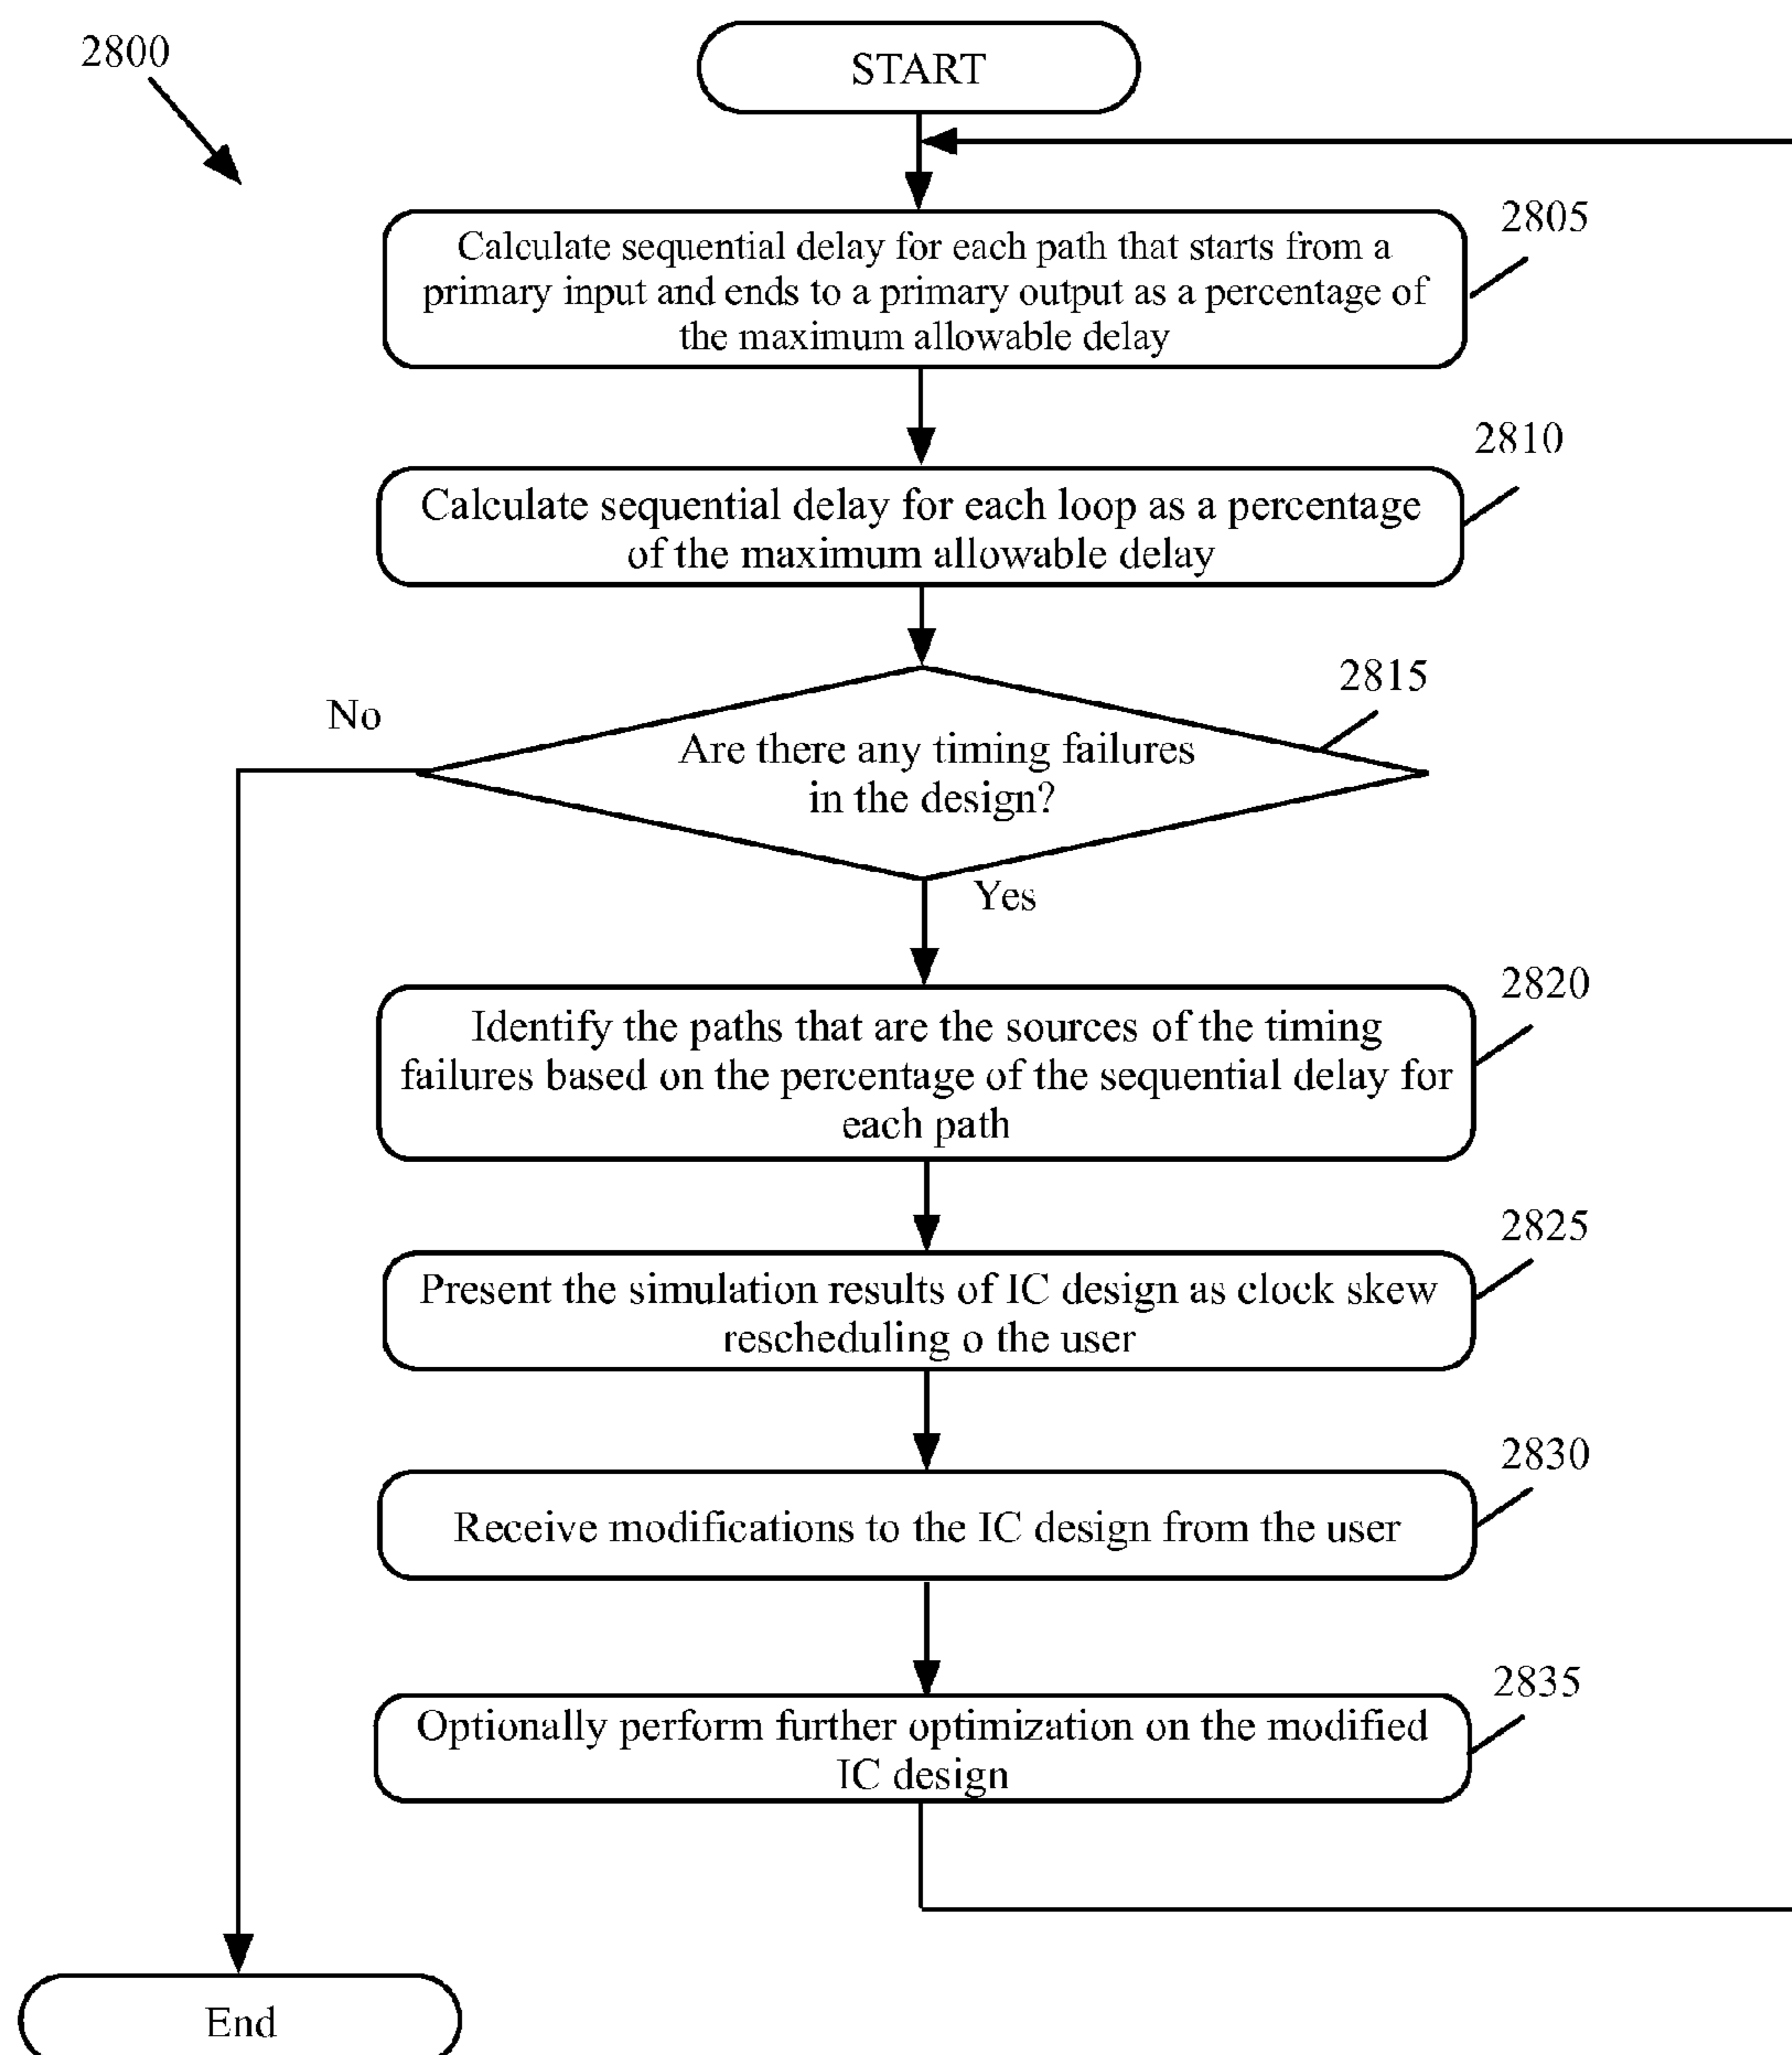 2800
START
2805
Calculate sequential delay for each path that starts from a
primary input and ends to a primary output as a percentage of
the maximum allowable delay
2810
Calculate sequential delay for each loop as a percentage
of the maximum allowable delay
2815
No
Are there any timing failures
in the design?
Yes
2820
Identify the paths that are the sources of the timing
failures based on the percentage of the sequential delay for
each path
2825
Present the simulation results of IC design as clock skew
rescheduling o the user
2830
Receive modifications to the IC design from the user
2835
Optionally perform further optimization on the modified
IC design
End